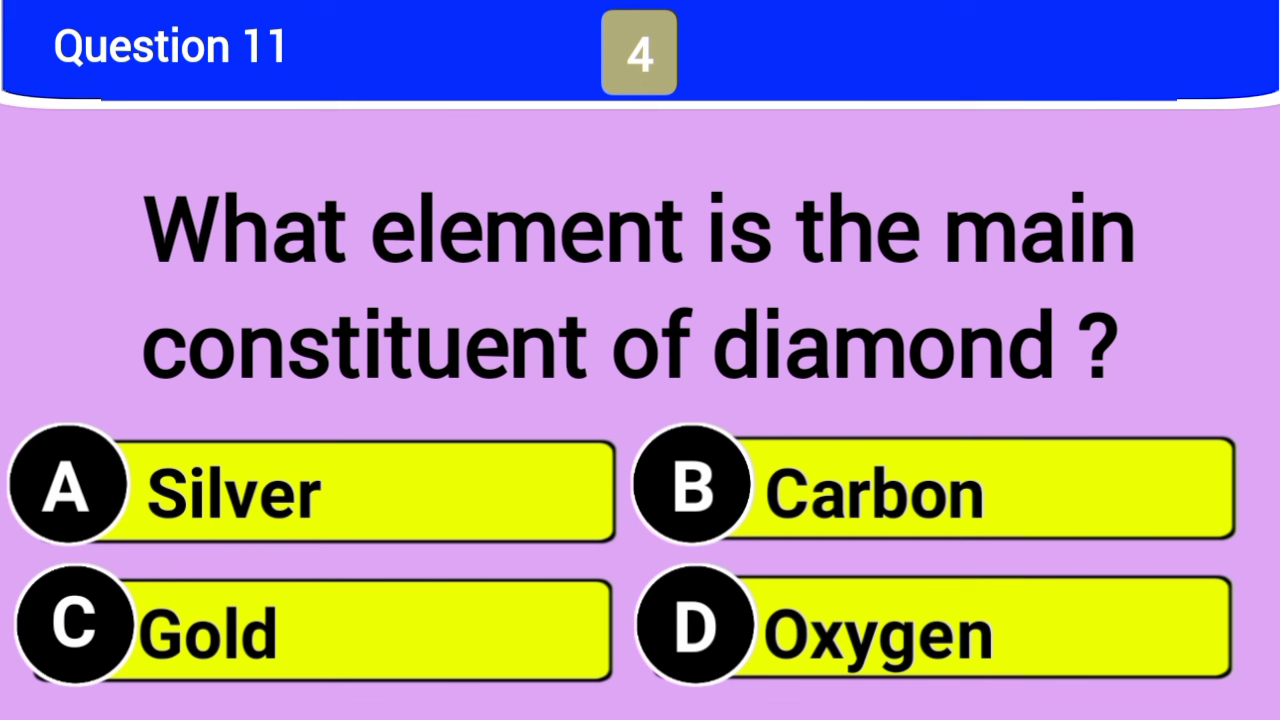 Question 11
4
What element is the main
constituent of diamond ?
A Silver
B Carbon
C Gold
D Oxygen